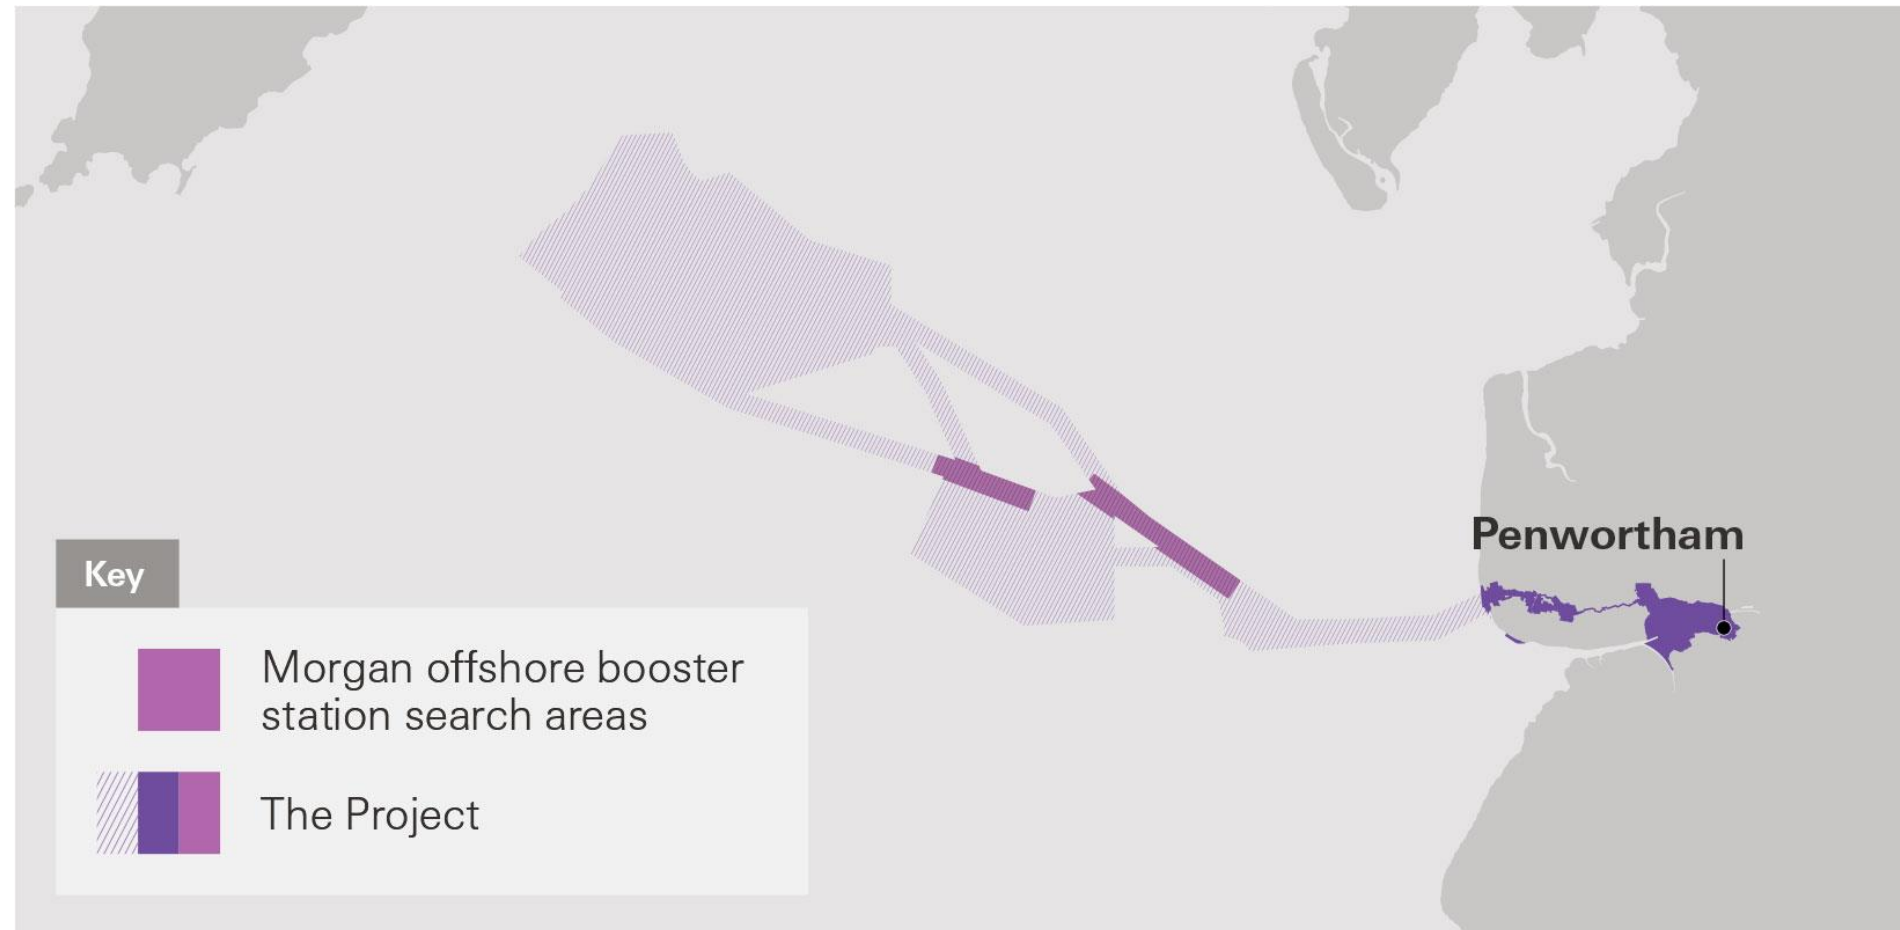 Penwortham
Key
Morgan offshore booster
station search areas
The Project